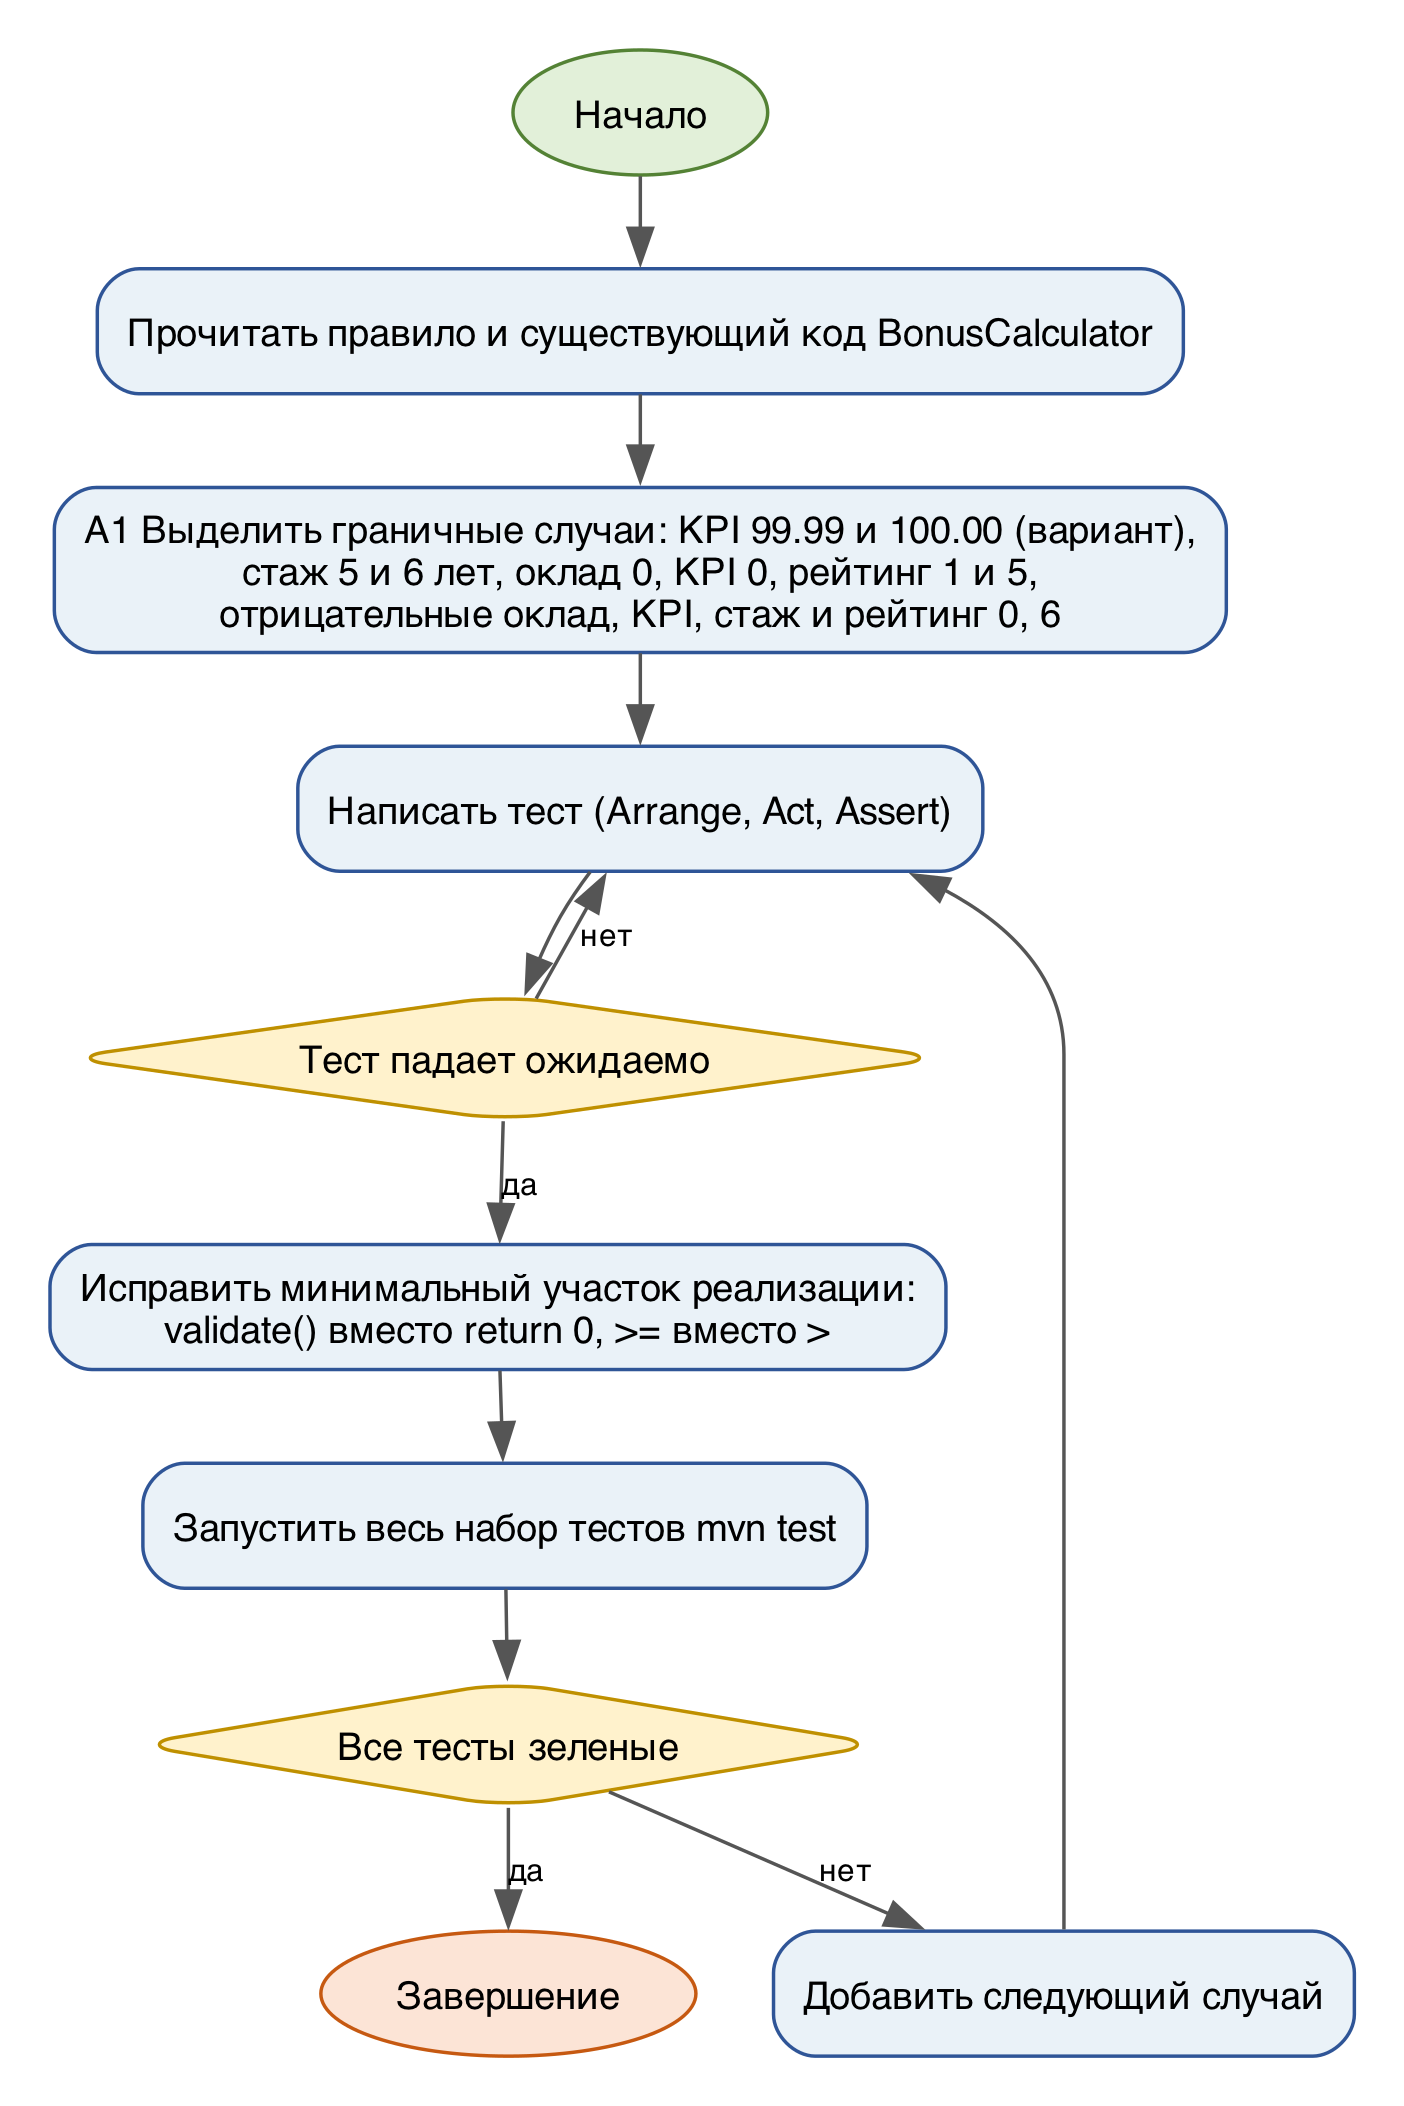 Начало
Прочитать правило и существующий код BonusCalculator
A1 Выделить граничные случаи: KPI 99.99 и 100.00 (вариант),
стаж 5 и 6 лет, оклад 0, KPI 0, рейтинг 1 и 5,
отрицательные оклад, KPI, стаж и рейтинг 0, 6
Написать тест (Arrange, Act, Assert)
нет
Тест падает ожидаемо
да
Исправить минимальный участок реализации:
validate() вместо return 0, >= вместо >
Запустить весь набор тестов mvn test
Все тесты зеленые
да
нет
Завершение
Добавить следующий случай